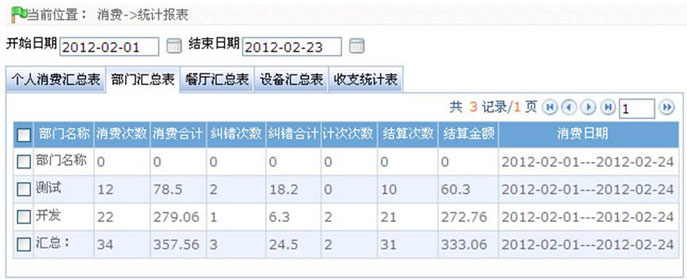 当前位置： 消费->统计报表
开始日期 2012-02-01 结束日期 2012-02-23
个人消费汇总表 部门汇总表 餐厅汇总表 设备汇总表 收支统计表
共 3 记录/1 页 1
部门名称 消费次数 消费合计 纠错次数 纠错合计 计次次数 结算次数 结算金额 消费日期
部门名称 0 0 0 0 0 0 0 2012-02-01---2012-02-24
测试 12 78.5 2 18.2 0 10 60.3 2012-02-01---2012-02-24
开发 22 279.06 1 6.3 2 21 272.76 2012-02-01---2012-02-24
汇总： 34 357.56 3 24.5 2 31 333.06 2012-02-01---2012-02-24